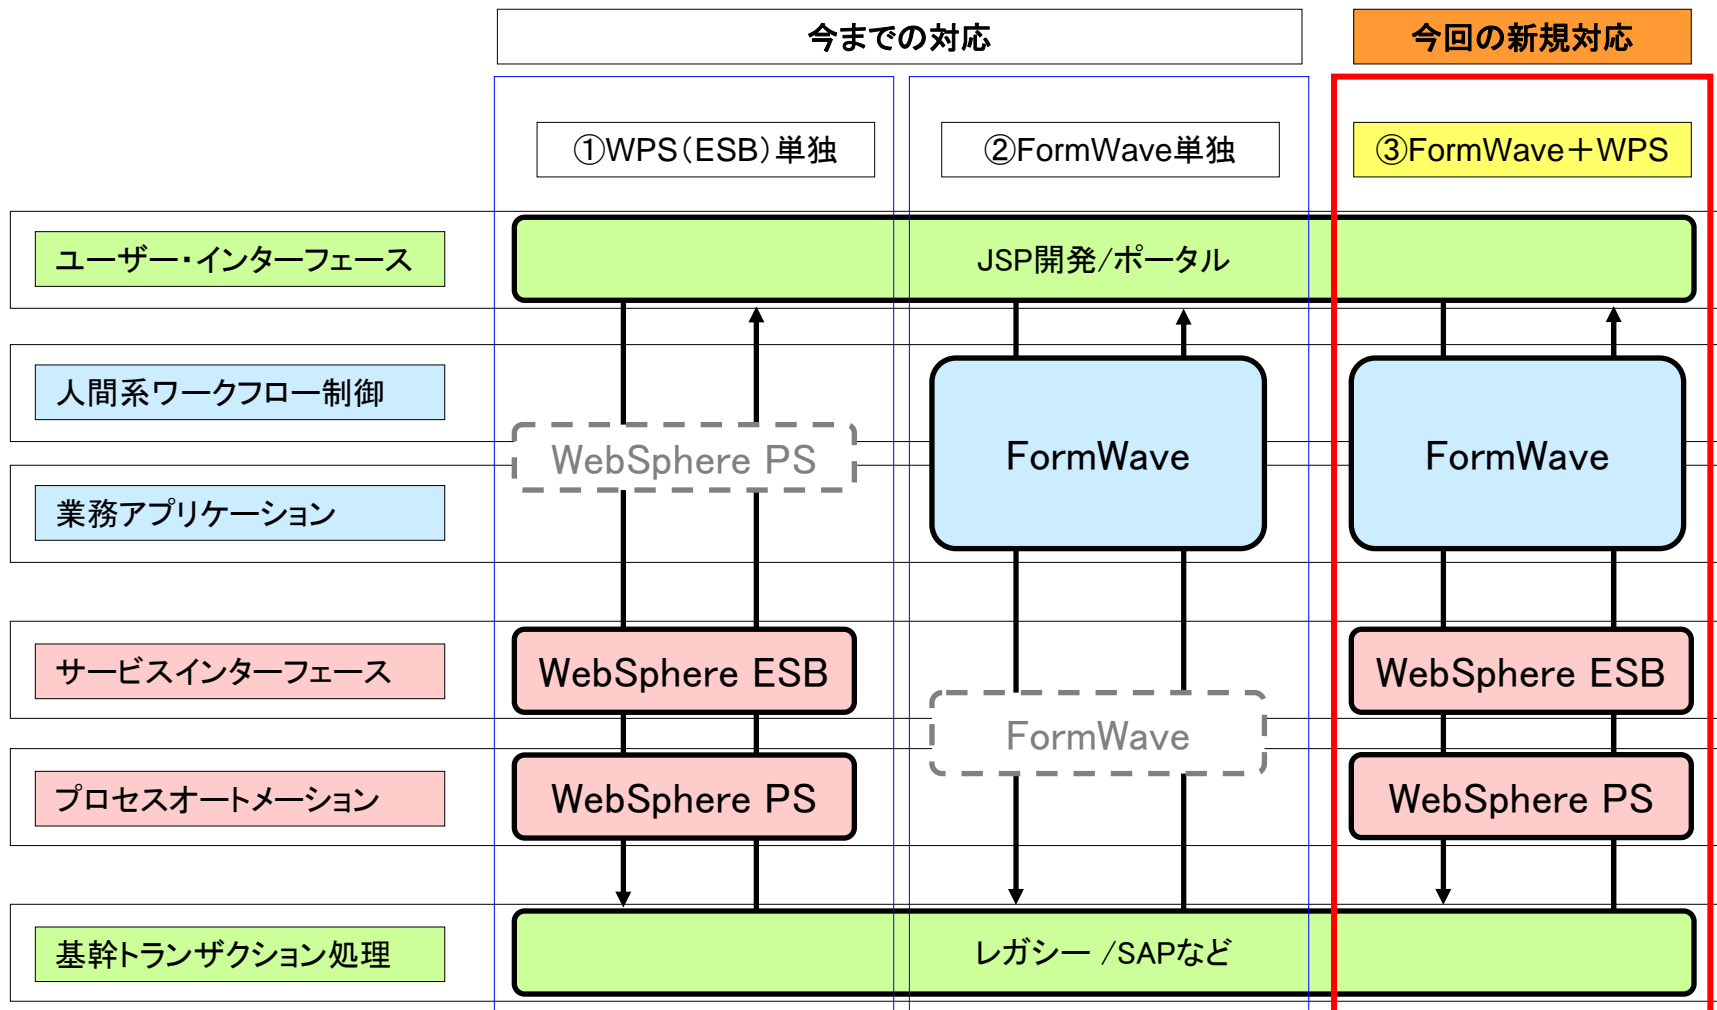 今までの対応
今回の新規対応
①WPS（ESB）単独
②FormWave単独
③FormWave＋WPS
ユーザー・インターフェース
JSP開発/ポータル
人間系ワークフロー制御
WebSphere PS
FormWave
FormWave
業務アプリケーション
サービスインターフェース
WebSphere ESB
WebSphere ESB
FormWave
プロセスオートメーション
WebSphere PS
WebSphere PS
基幹トランザクション処理
レガシー /SAPなど